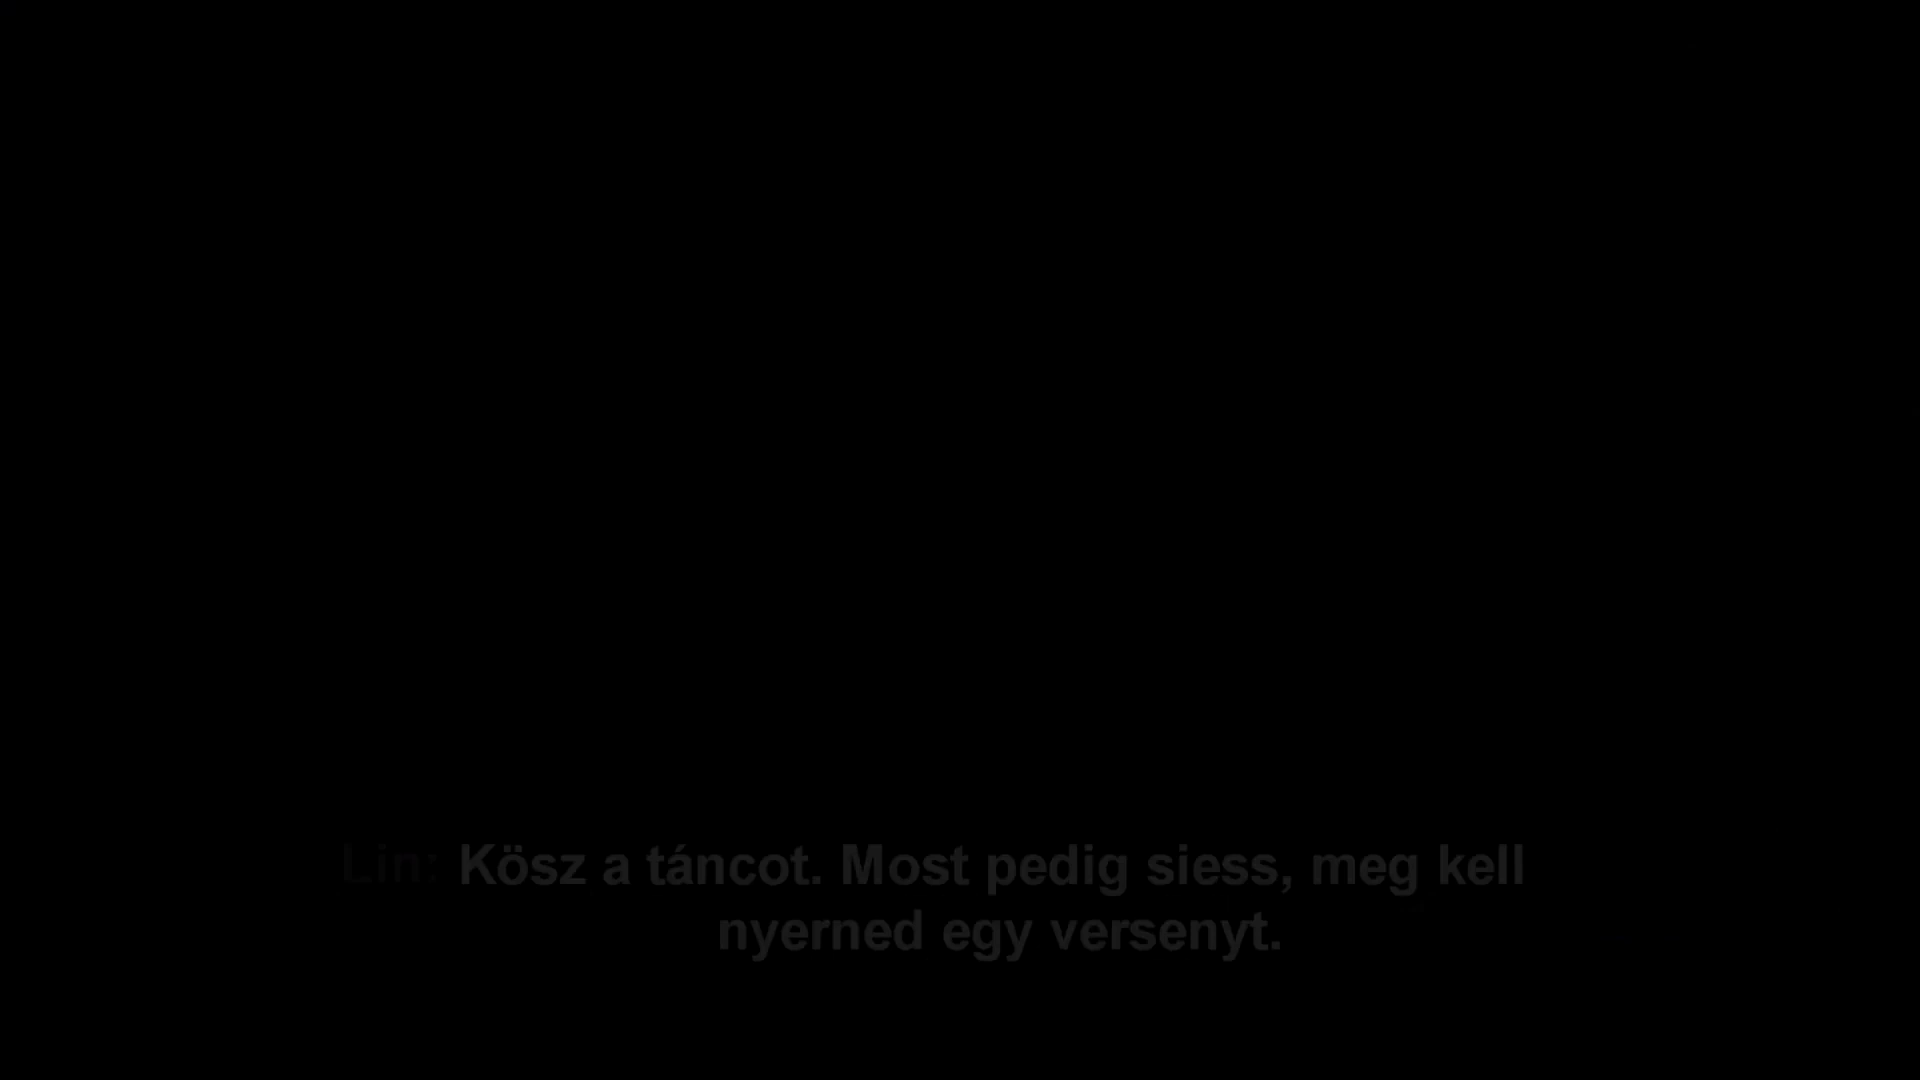 Lin: Kösz a táncot. Most pedig siess, meg kell
nyerned egy versenyt.